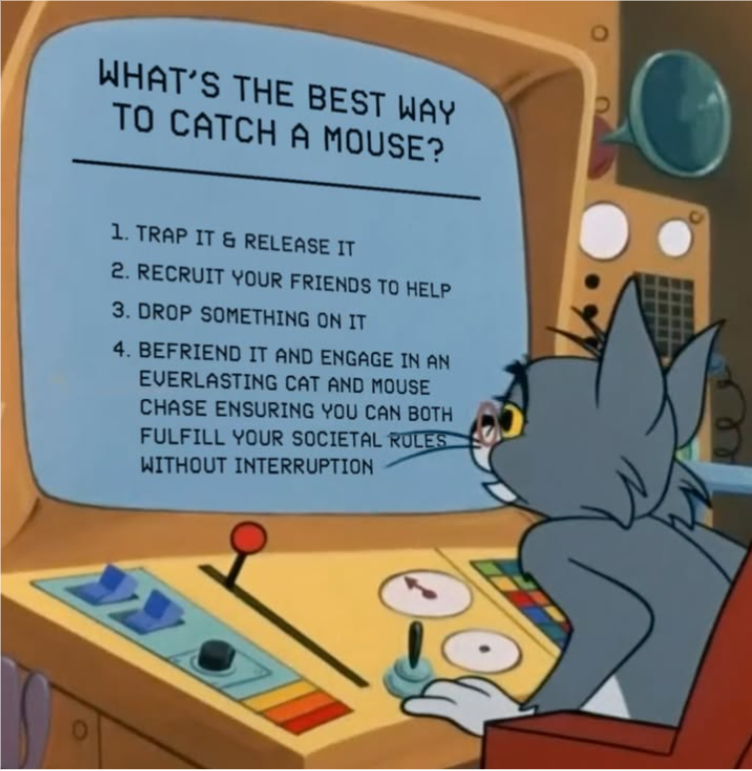 WHAT'S THE BEST WAY
TO CATCH A MOUSE?
1. TRAP IT & RELEASE IT
2. RECRUIT YOUR FRIENDS TO HELP
3. DROP SOMETHING ON IT
4. BEFRIEND IT AND ENGAGE IN AN
EVERLASTING CAT AND MOUSE
CHASE ENSURING YOU CAN BOTH
FULFILL YOUR SOCIETAL ROLES
WITHOUT INTERRUPTION